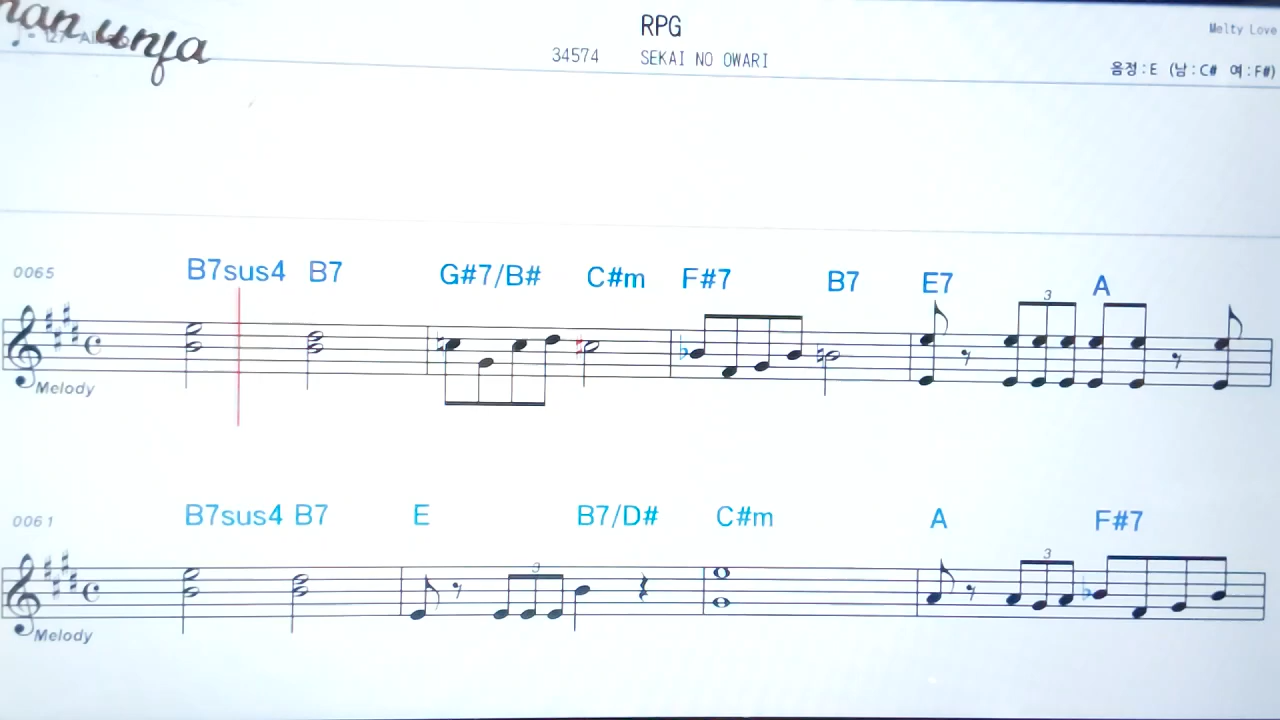 RPG
34574 SEKAI NO OWARI
Melty Love
음정:E (남:C# 여:F#)
0065
B7sus4 B7 G#7/B# C#m F#7 B7 E7 A
3
Melody
0061
B7sus4 B7 E B7/D# C#m A F#7
3 3
Melody